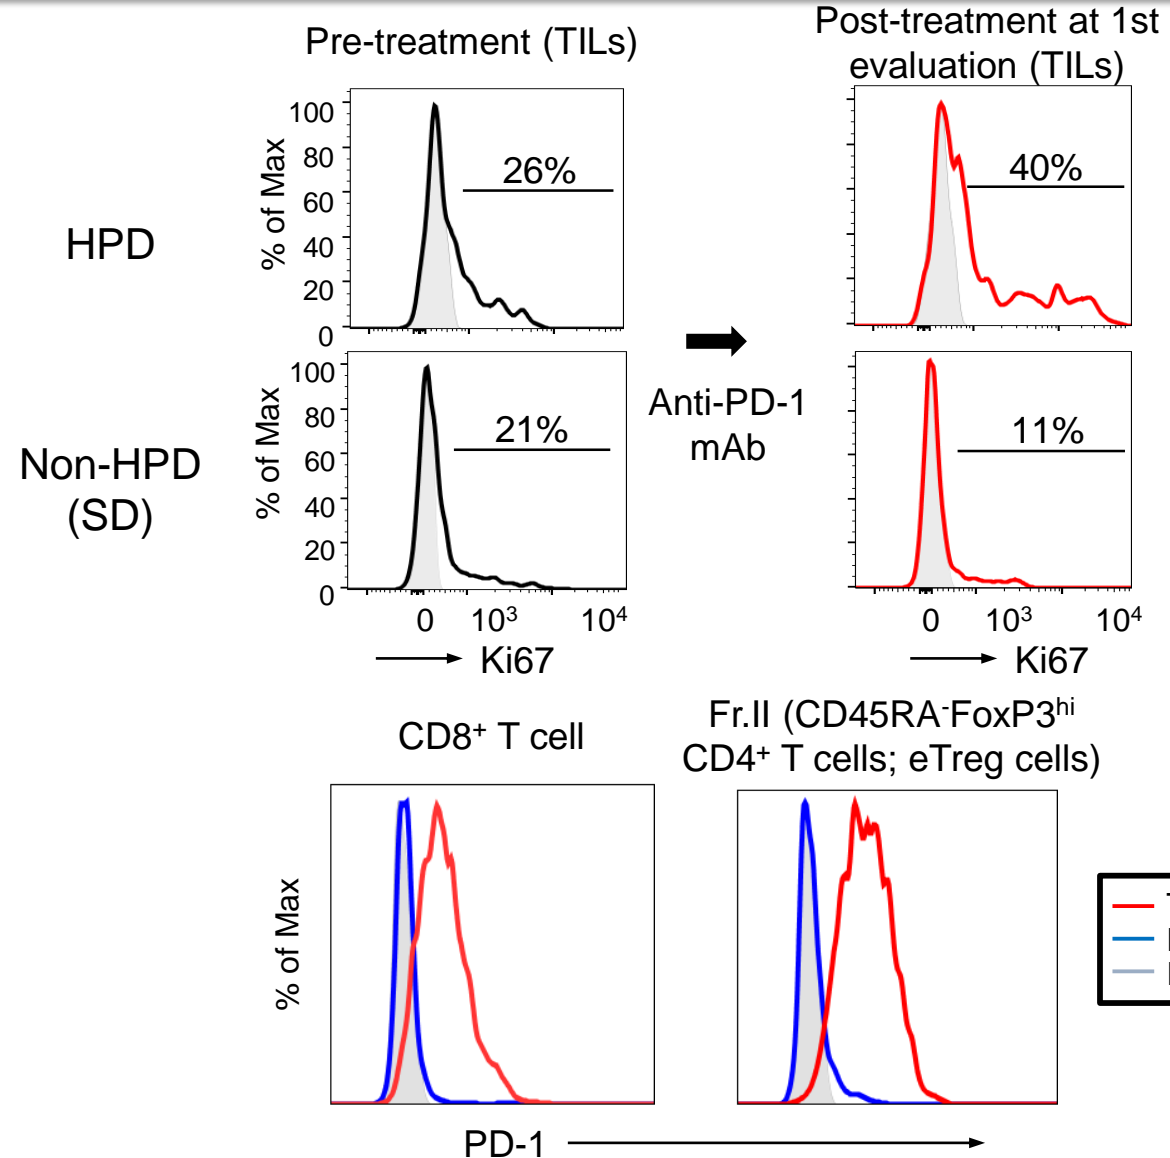 Pre-treatment (TILs)
Post-treatment at 1st
evaluation (TILs)
HPD
% of Max
100
80
60
40
20
0
26%
40%
Non-HPD
(SD)
% of Max
100
80
60
40
20
0
21%
Anti-PD-1
mAb
11%
0 10³ 10⁴
Ki67
0 10³ 10⁴
Ki67
CD8⁺ T cell
Fr.II (CD45RA⁻FoxP3ʰⁱ
CD4⁺ T cells; eTreg cells)
% of Max
PD-1